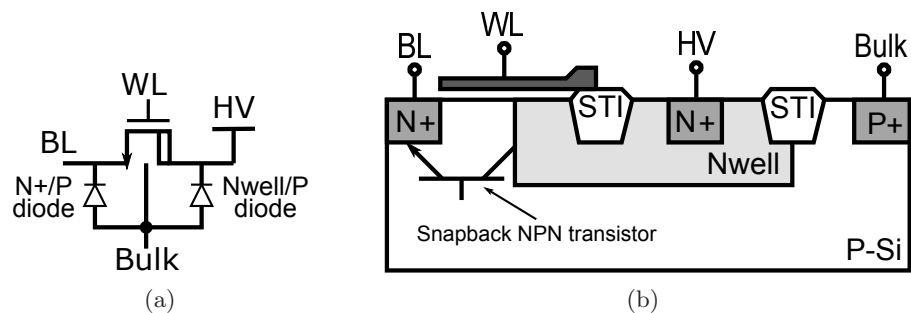 WL
HV
BL
N+/P
diode
Nwell/P
diode
Bulk
(a)
BL
WL
HV
Bulk
N+
STI
N+
STI
P+
Nwell
Snapback NPN transistor
P-Si
(b)